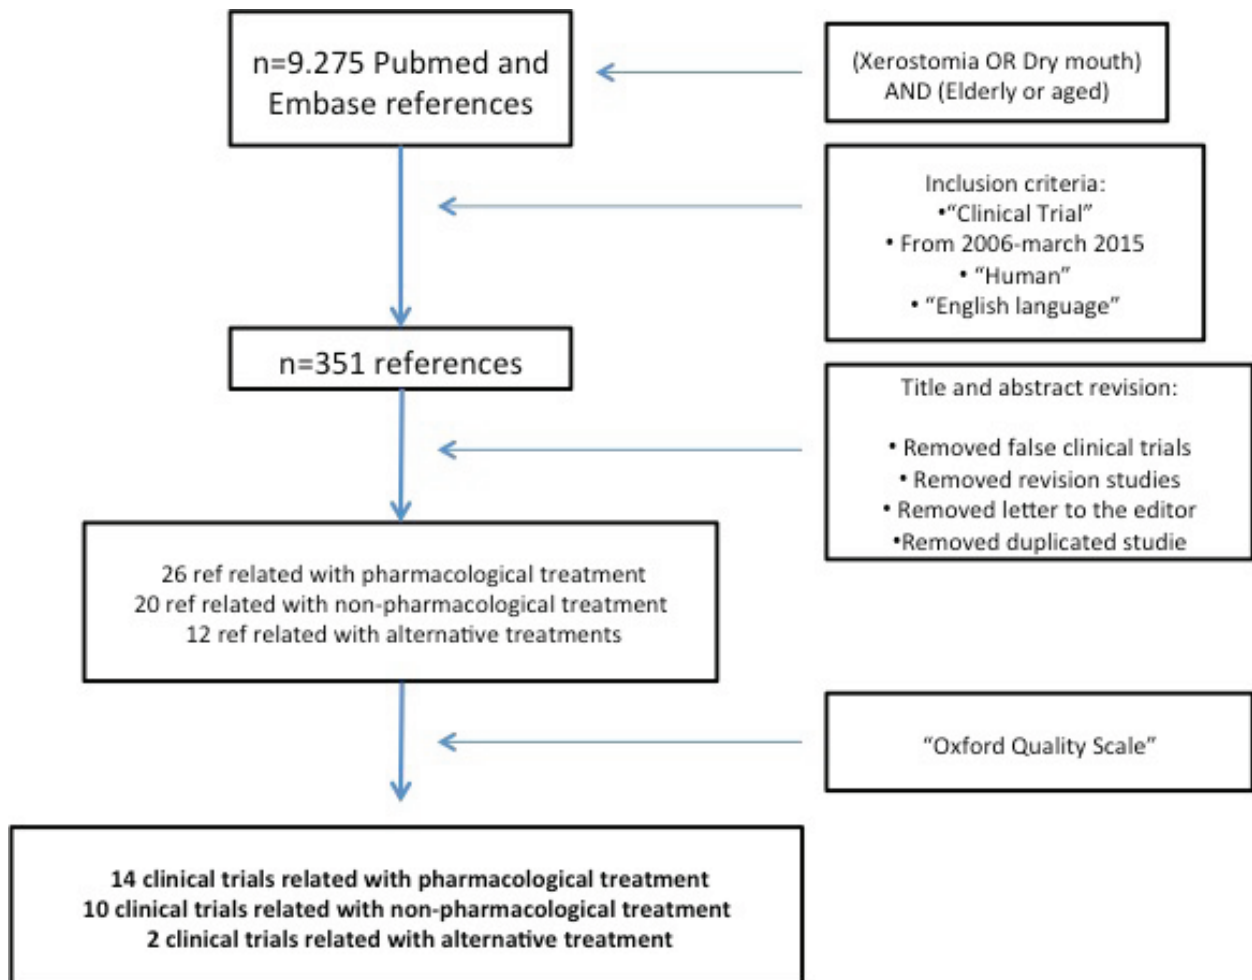 n=9.275 Pubmed and
Embase references
(Xerostomia OR Dry mouth)
AND (Elderly or aged)
Inclusion criteria:
•“Clinical Trial”
• From 2006-march 2015
• “Human”
• “English language”
n=351 references
Title and abstract revision:
• Removed false clinical trials
• Removed revision studies
• Removed letter to the editor
•Removed duplicated studie
26 ref related with pharmacological treatment
20 ref related with non-pharmacological treatment
12 ref related with alternative treatments
“Oxford Quality Scale”
14 clinical trials related with pharmacological treatment
10 clinical trials related with non-pharmacological treatment
2 clinical trials related with alternative treatment